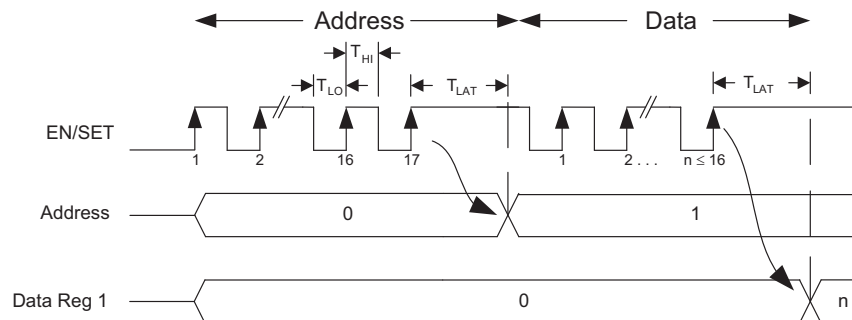 Address Data
T_HI
T_LO T_LAT T_LAT
EN/SET
1 2 16 17 1 2 . . . n ≤ 16
Address 0 1
Data Reg 1 0 n